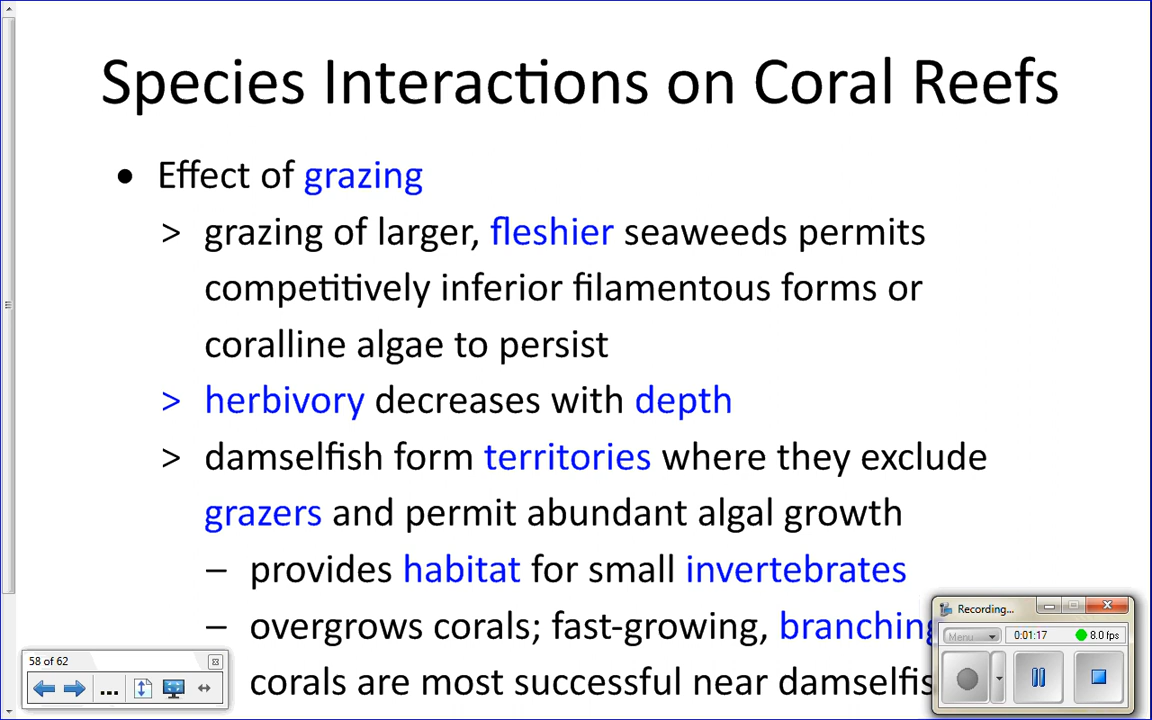 Species Interactions on Coral Reefs
• Effect of grazing
> grazing of larger, fleshier seaweeds permits
competitively inferior filamentous forms or
coralline algae to persist
> herbivory decreases with depth
> damselfish form territories where they exclude
grazers and permit abundant algal growth
– provides habitat for small invertebrates
– overgrows corals; fast-growing, branching
corals are most successful near damselfis
Recording...
Menu
0:01:17
8.0 fps
58 of 62
...